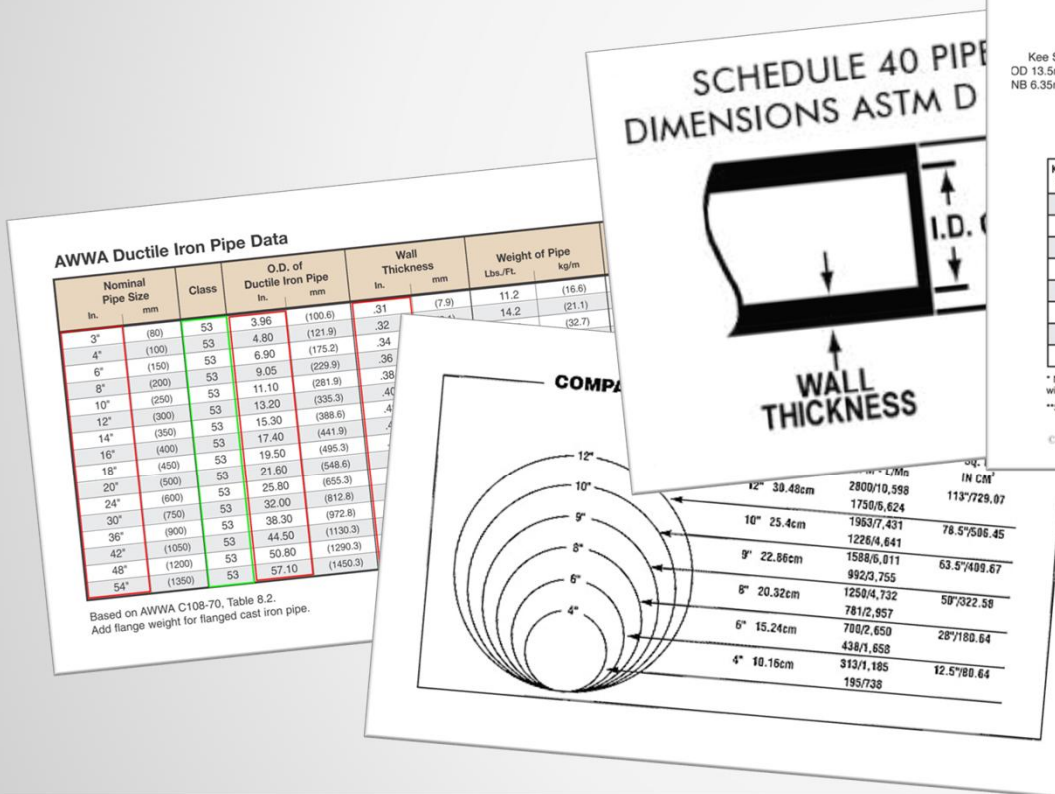 AWWA Ductile Iron Pipe Data
Nominal Pipe Size Class O.D. of Ductile Iron Pipe Wall Thickness Weight of Pipe
In. mm In. mm In. mm Lbs./Ft. kg/m
3" (80) 53 3.96 (100.6) .31 (7.9) 11.2 (16.6)
4" (100) 53 4.80 (121.9) .32 14.2 (21.1)
6" (150) 53 6.90 (175.2) .34 (32.7)
8" (200) 53 9.05 (229.9) .36
10" (250) 53 11.10 (281.9) .38
12" (300) 53 13.20 (335.3) .40
14" (350) 53 15.30 (388.6)
16" (400) 53 17.40 (441.9)
18" (450) 53 19.50 (495.3)
20" (500) 53 21.60 (548.6)
24" (600) 53 25.80 (655.3)
30" (750) 53 32.00 (812.8)
36" (900) 53 38.30 (972.8)
42" (1050) 53 44.50 (1130.3)
48" (1200) 53 50.80 (1290.3)
54" (1350) 53 57.10 (1450.3)
Based on AWWA C108-70, Table 8.2.
Add flange weight for flanged cast iron pipe.
SCHEDULE 40 PIPE
DIMENSIONS ASTM D
I.D.
WALL
THICKNESS
Kee
OD 13.5
NB 6.35
COMPA
12"
10"
9"
8"
6"
4"
L/Mn
IN CM²
12" 30.48cm 2800/10,598 113"/729.07
1750/6,624
10" 25.4cm 1963/7,431 78.5"/506.45
1226/4,641
9" 22.86cm 1588/6,011 63.5"/409.67
992/3,755
8" 20.32cm 1250/4,732 50"/322.58
781/2,957
6" 15.24cm 700/2,650 28"/180.64
438/1,658
4" 10.16cm 313/1,185 12.5"/80.64
195/738